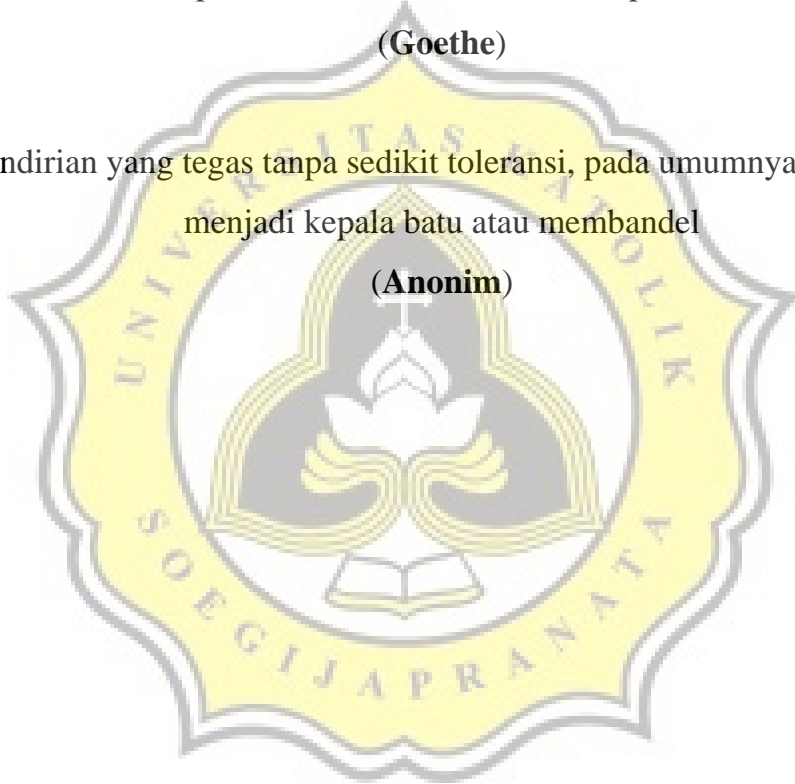 (Goethe)
ndirian yang tegas tanpa sedikit toleransi, pada umumnya
menjadi kepala batu atau membandel
(Anonim)
UNIVERSITAS KATOLIK
SOEGIJAPRANATA